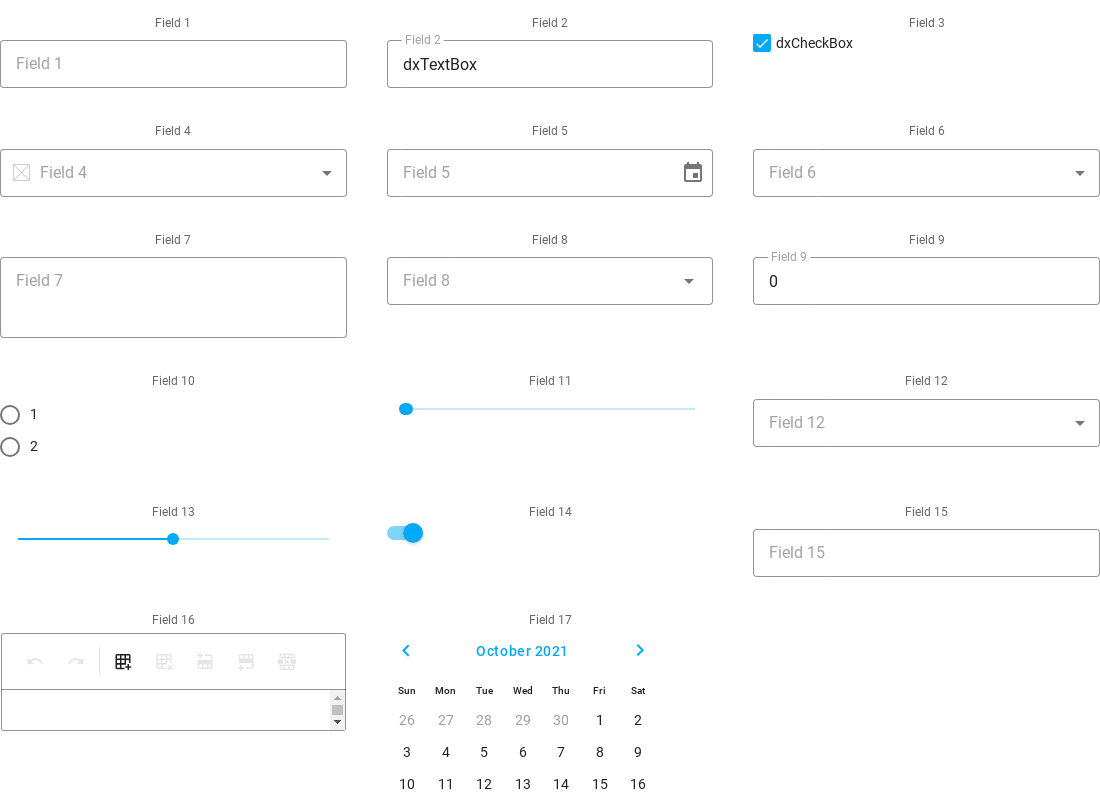 Field 1
Field 2
Field 3
Field 1
Field 2
dxTextBox
dxCheckBox
Field 4
Field 5
Field 6
Field 4
Field 5
Field 6
Field 7
Field 8
Field 9
Field 7
Field 8
Field 9
0
Field 10
Field 11
Field 12
1
2
Field 12
Field 13
Field 14
Field 15
Field 15
Field 16
Field 17
October 2021
Sun Mon Tue Wed Thu Fri Sat
26 27 28 29 30 1 2
3 4 5 6 7 8 9
10 11 12 13 14 15 16